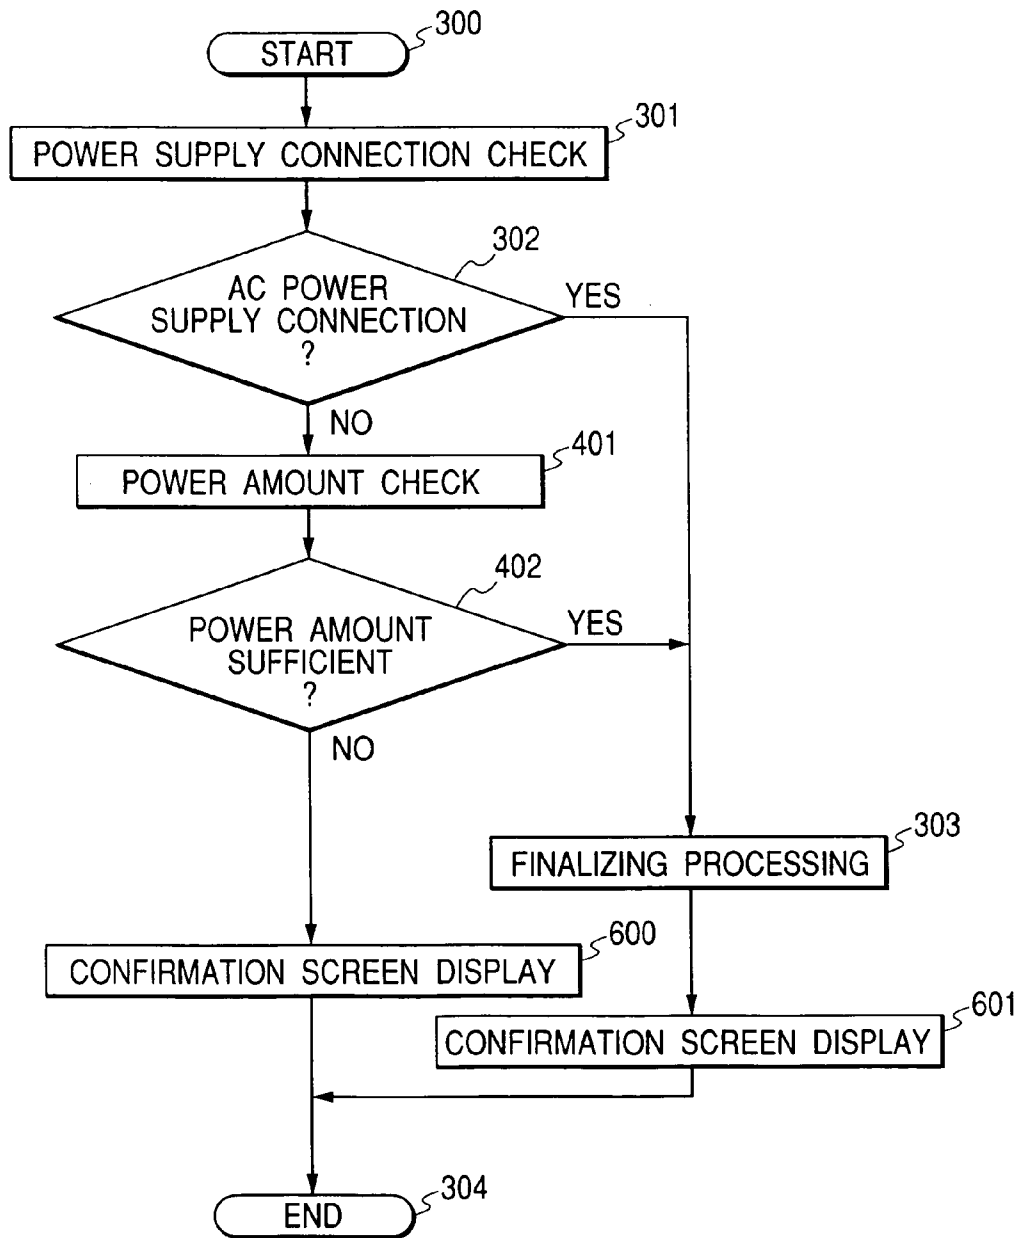 300
START
301
POWER SUPPLY CONNECTION CHECK
302
AC POWER
SUPPLY CONNECTION
?
YES
NO
401
POWER AMOUNT CHECK
402
POWER AMOUNT
SUFFICIENT
?
YES
NO
303
FINALIZING PROCESSING
600
CONFIRMATION SCREEN DISPLAY
601
CONFIRMATION SCREEN DISPLAY
304
END